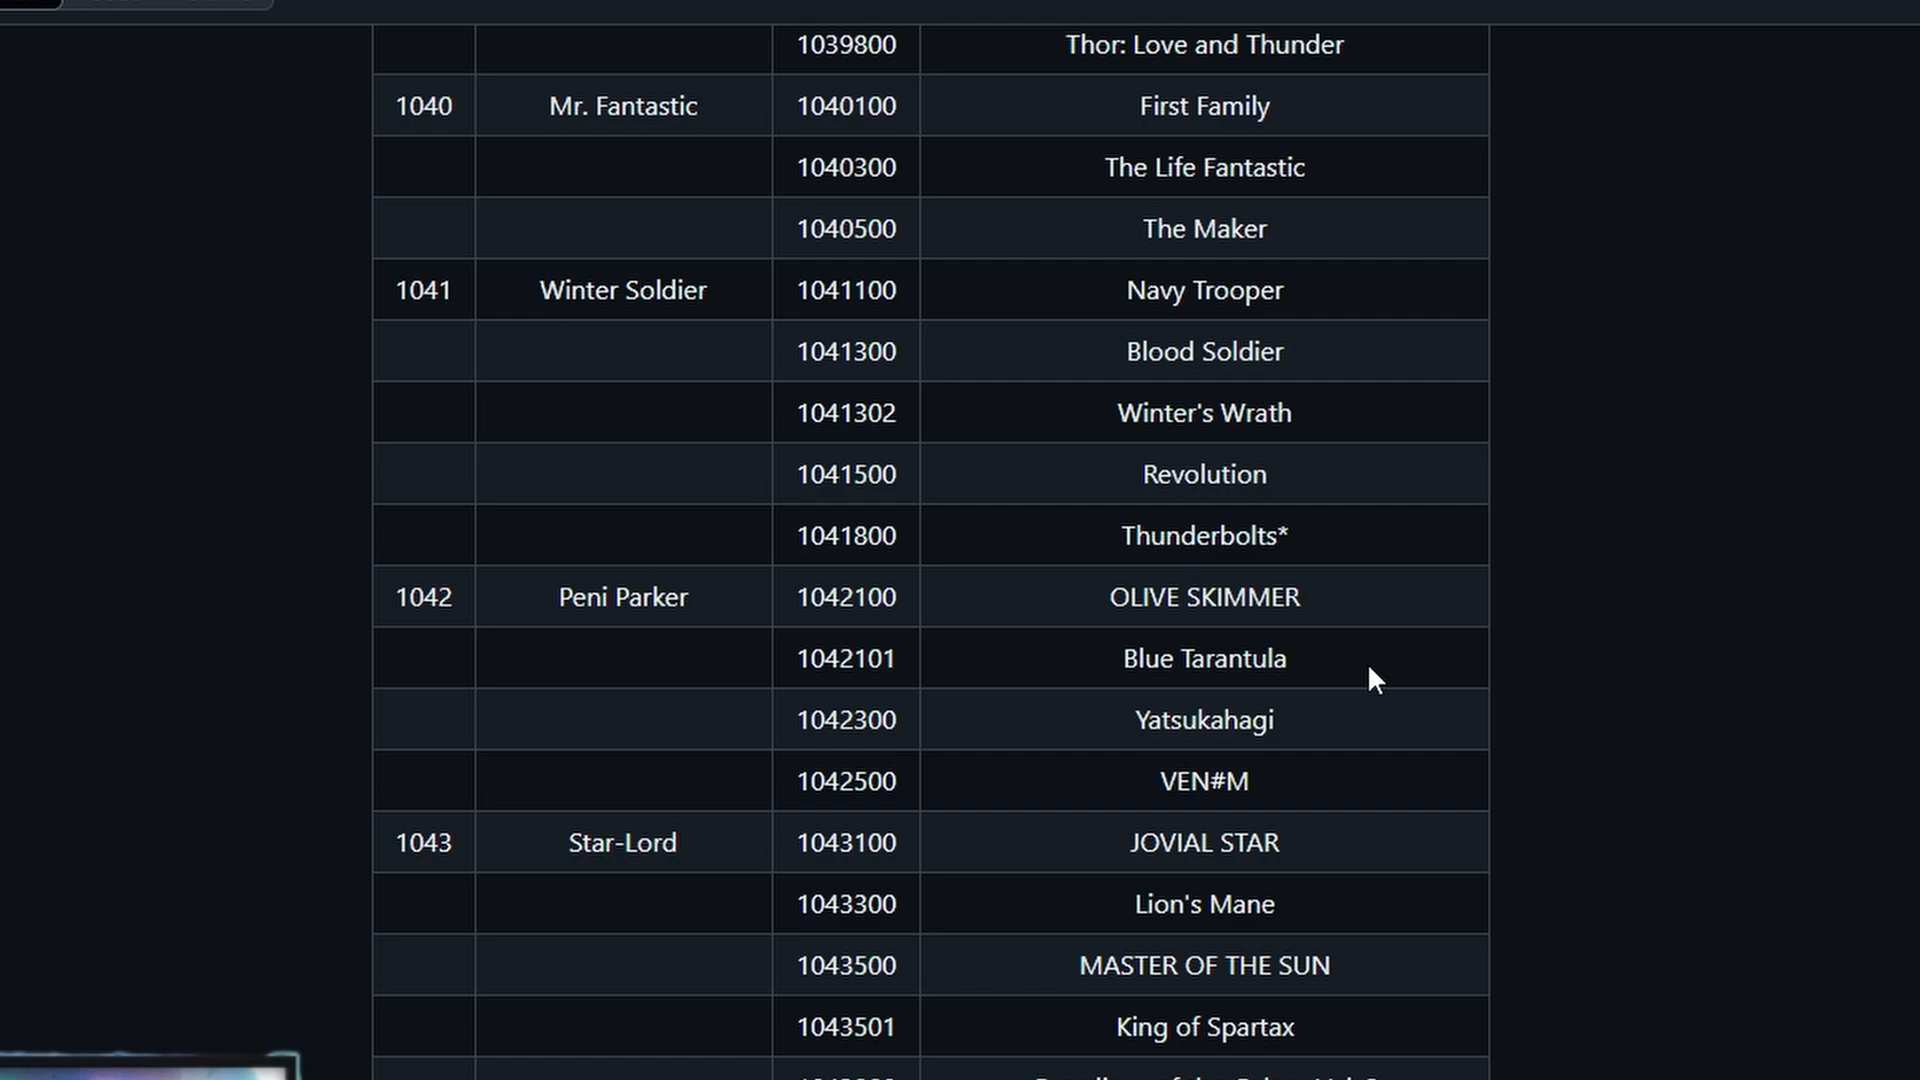 1039800 Thor: Love and Thunder
1040 Mr. Fantastic 1040100 First Family
1040300 The Life Fantastic
1040500 The Maker
1041 Winter Soldier 1041100 Navy Trooper
1041300 Blood Soldier
1041302 Winter's Wrath
1041500 Revolution
1041800 Thunderbolts*
1042 Peni Parker 1042100 OLIVE SKIMMER
1042101 Blue Tarantula
1042300 Yatsukahagi
1042500 VEN#M
1043 Star-Lord 1043100 JOVIAL STAR
1043300 Lion's Mane
1043500 MASTER OF THE SUN
1043501 King of Spartax